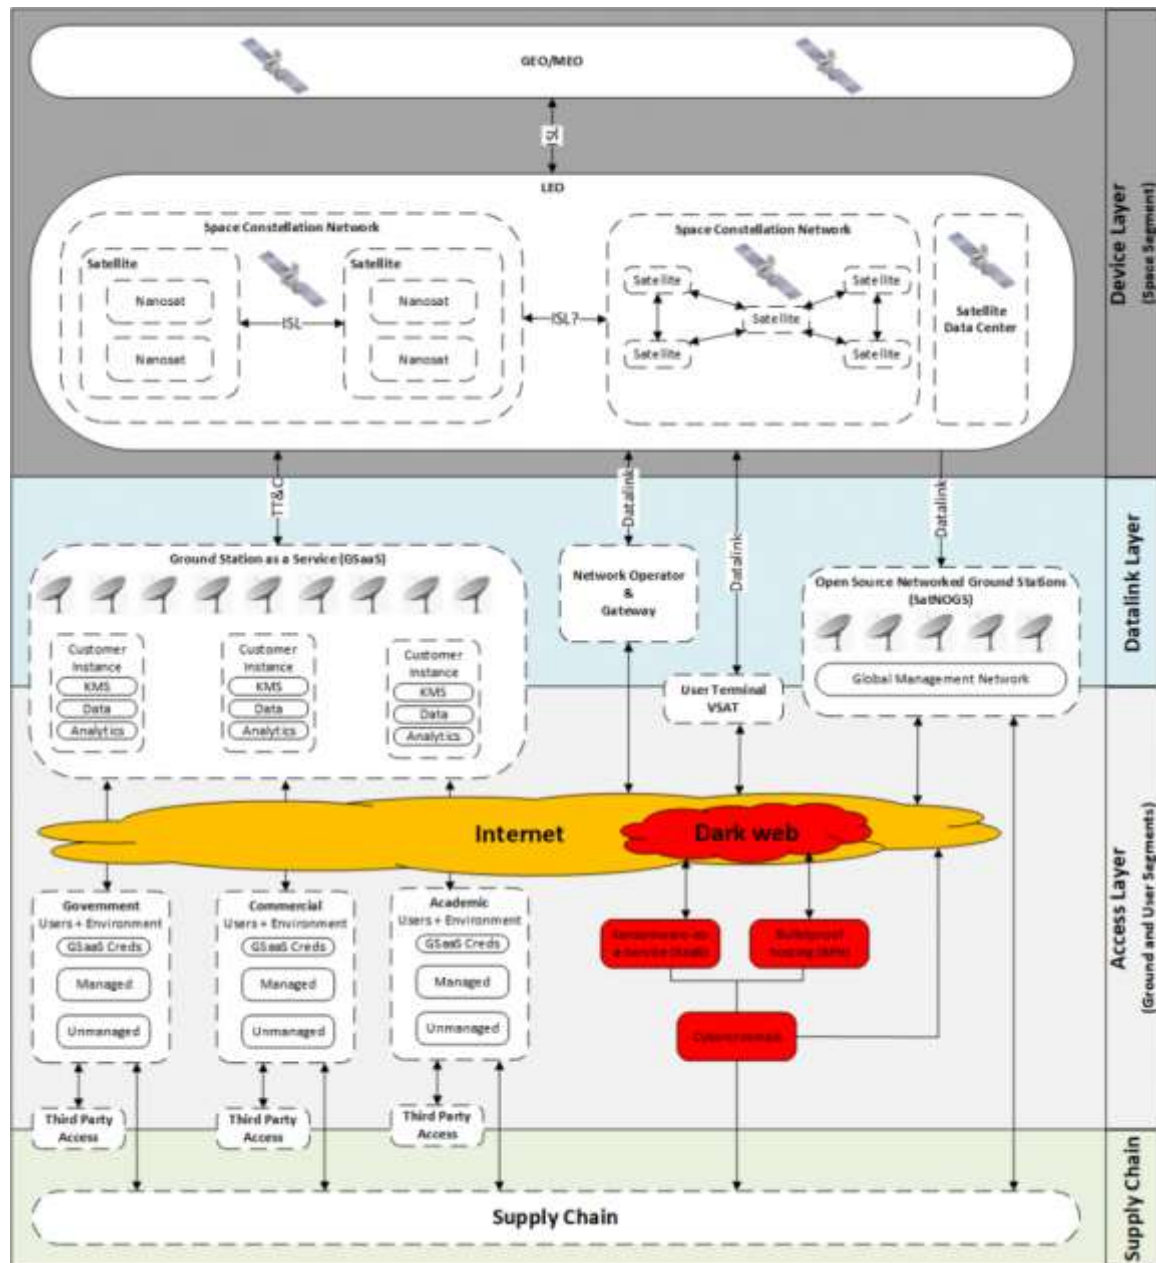 GEO/MEO
ISL
LEO
Space Constellation Network
Satellite
Nanosat
Nanosat
ISL
Satellite
Nanosat
Nanosat
ISL?
Space Constellation Network
Satellite
Satellite
Satellite
Satellite
Satellite
Satellite
Data Center
Device Layer
(Space Segment)
TT&C
Datalink
Datalink
Datalink
Ground Station as a Service (GSaaS)
Customer
Instance
KMS
Data
Analytics
Customer
Instance
KMS
Data
Analytics
Customer
Instance
KMS
Data
Analytics
Network Operator
&
Gateway
User Terminal
VSAT
Open Source Networked Ground Stations
(SatNOGS)
Global Management Network
Datalink Layer
Internet
Dark web
Government
Users + Environment
GSaaS Creds
Managed
Unmanaged
Commercial
Users + Environment
GSaaS Creds
Managed
Unmanaged
Academic
Users + Environment
GSaaS Creds
Managed
Unmanaged
Third Party
Access
Third Party
Access
Third Party
Access
Access Layer
(Ground and User Segments)
Supply Chain
Supply Chain